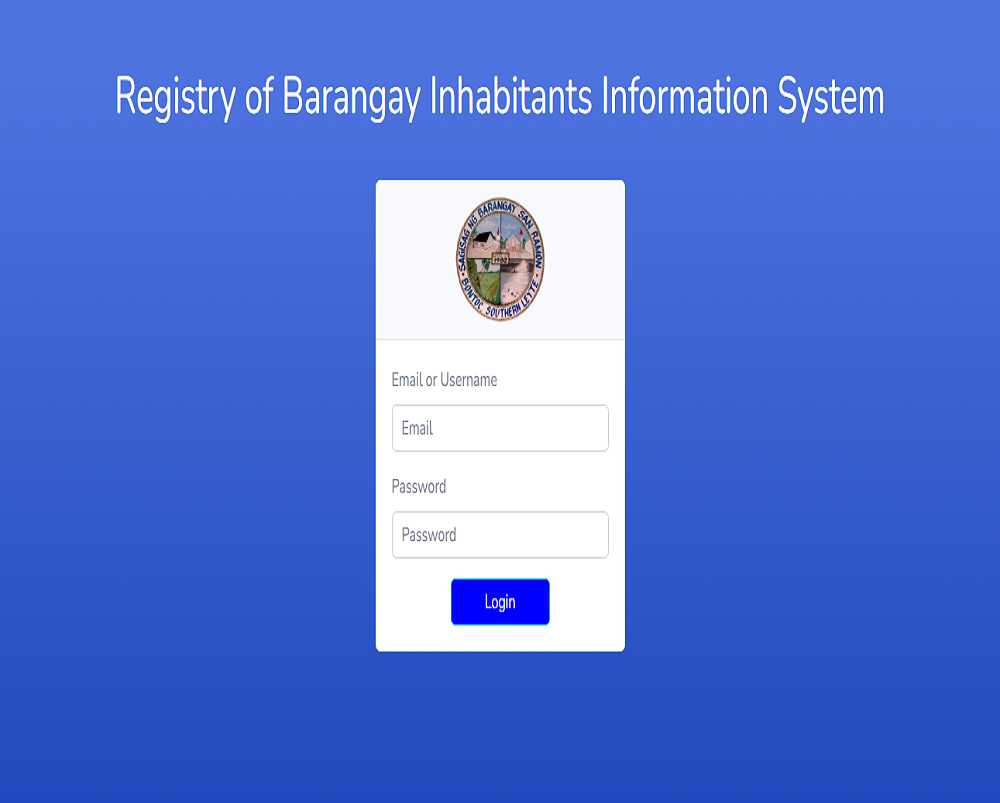 Registry of Barangay Inhabitants Information System
SAGISAG NG BARANGAY SAN RAMON
BONTOC, SOUTHERN LEYTE
Email or Username
Email
Password
Password
Login